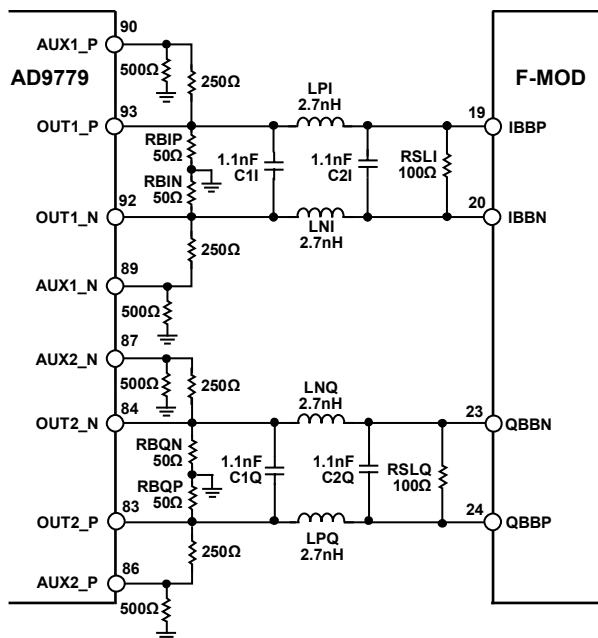 90
AUX1_P
500Ω
250Ω
AD9779
F-MOD
LPI
2.7nH
93
19
OUT1_P
IBBP
RBIP
50Ω
1.1nF
C1I
1.1nF
C2I
RSLI
100Ω
RBIN
50Ω
92
20
OUT1_N
IBBN
LNI
2.7nH
250Ω
89
AUX1_N
500Ω
87
AUX2_N
500Ω
250Ω
LNQ
2.7nH
84
23
OUT2_N
QBBN
RBQN
50Ω
1.1nF
C1Q
1.1nF
C2Q
RSLQ
100Ω
RBQP
50Ω
83
24
OUT2_P
QBBP
LPQ
2.7nH
250Ω
86
AUX2_P
500Ω